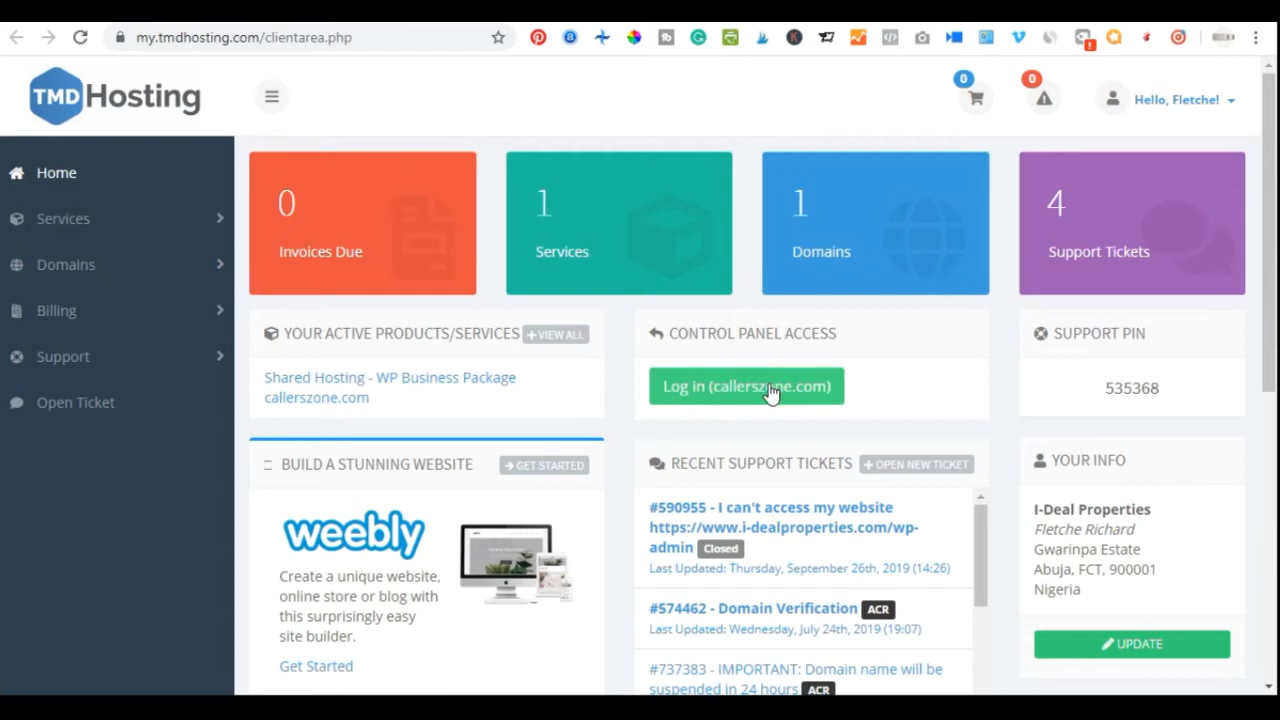 my.tmdhosting.com/clientarea.php
TMDHosting
0
0
Hello, Fletche!
Home
Services
Domains
Billing
Support
Open Ticket
0
Invoices Due
1
Services
1
Domains
4
Support Tickets
YOUR ACTIVE PRODUCTS/SERVICES
+ VIEW ALL
Shared Hosting - WP Business Package
callerszone.com
CONTROL PANEL ACCESS
Log in (callerszone.com)
SUPPORT PIN
535368
BUILD A STUNNING WEBSITE
GET STARTED
weebly
Create a unique website,
online store or blog with
this surprisingly easy
site builder.
Get Started
RECENT SUPPORT TICKETS
+ OPEN NEW TICKET
#590955 - I can't access my website
https://www.i-dealproperties.com/wp-
admin Closed
Last Updated: Thursday, September 26th, 2019 (14:26)
#574462 - Domain Verification ACR
Last Updated: Wednesday, July 24th, 2019 (19:07)
#737383 - IMPORTANT: Domain name will be
suspended in 24 hours ACR
YOUR INFO
I-Deal Properties
Fletche Richard
Gwarinpa Estate
Abuja, FCT, 900001
Nigeria
UPDATE